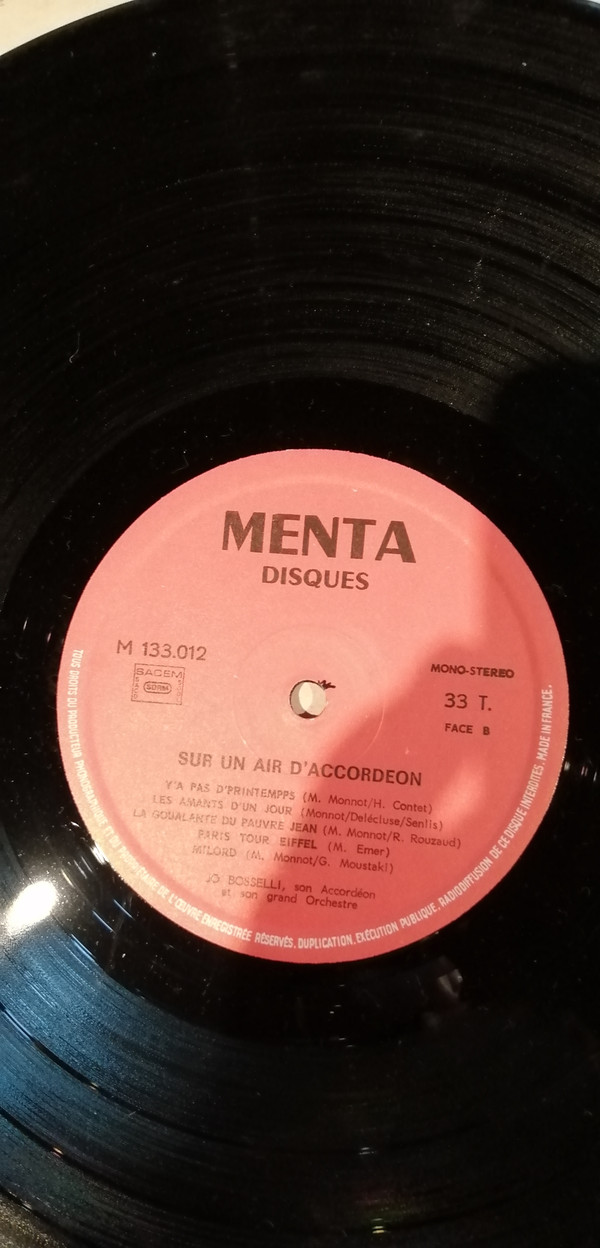 MENTA
DISQUES
M 133.012
SACEM
SACD
SDRM
SGDL
MONO-STEREO
33 T.
FACE B
SUR UN AIR D'ACCORDEON
Y'A PAS D'PRINTEMPPS (M. Monnot/H. Contet)
LES AMANTS D'UN JOUR (Monnot/Delécluse/Senlis)
LA GOUALANTE DU PAUVRE JEAN (M. Monnot/R. Rouzaud)
PARIS TOUR EIFFEL (M. Emer)
MILORD (M. Monnot/G. Moustaki)
JO BOSSELLI, son Accordéon
et son grand Orchestre
TOUS DROITS DU PRODUCTEUR PHONOGRAPHIQUE ET DU PROPRIETAIRE DE L'ŒUVRE ENREGISTRÉE RÉSERVÉS. DUPLICATION, EXÉCUTION PUBLIQUE, RADIODIFFUSION DE CE DISQUE INTERDITES. MADE IN FRANCE.